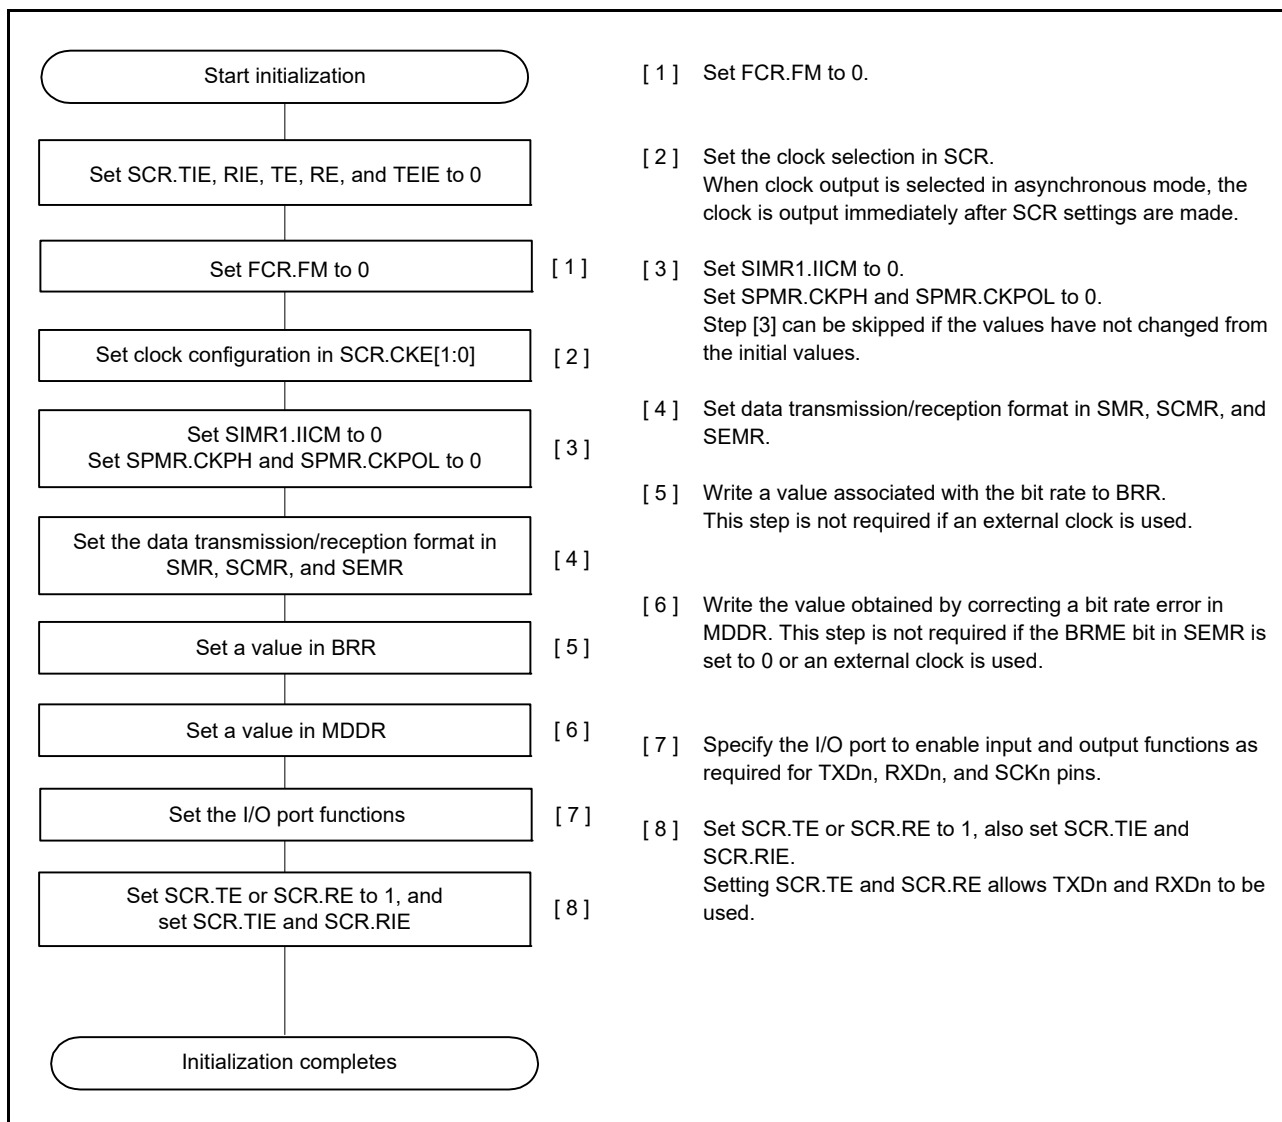 Start initialization
Set SCR.TIE, RIE, TE, RE, and TEIE to 0
Set FCR.FM to 0
[ 1 ]
Set clock configuration in SCR.CKE[1:0]
[ 2 ]
Set SIMR1.IICM to 0
Set SPMR.CKPH and SPMR.CKPOL to 0
[ 3 ]
Set the data transmission/reception format in
SMR, SCMR, and SEMR
[ 4 ]
Set a value in BRR
[ 5 ]
Set a value in MDDR
[ 6 ]
Set the I/O port functions
[ 7 ]
Set SCR.TE or SCR.RE to 1, and
set SCR.TIE and SCR.RIE
[ 8 ]
Initialization completes
[ 1 ] Set FCR.FM to 0.
[ 2 ] Set the clock selection in SCR.
When clock output is selected in asynchronous mode, the
clock is output immediately after SCR settings are made.
[ 3 ] Set SIMR1.IICM to 0.
Set SPMR.CKPH and SPMR.CKPOL to 0.
Step [3] can be skipped if the values have not changed from
the initial values.
[ 4 ] Set data transmission/reception format in SMR, SCMR, and
SEMR.
[ 5 ] Write a value associated with the bit rate to BRR.
This step is not required if an external clock is used.
[ 6 ] Write the value obtained by correcting a bit rate error in
MDDR. This step is not required if the BRME bit in SEMR is
set to 0 or an external clock is used.
[ 7 ] Specify the I/O port to enable input and output functions as
required for TXDn, RXDn, and SCKn pins.
[ 8 ] Set SCR.TE or SCR.RE to 1, also set SCR.TIE and
SCR.RIE.
Setting SCR.TE and SCR.RE allows TXDn and RXDn to be
used.